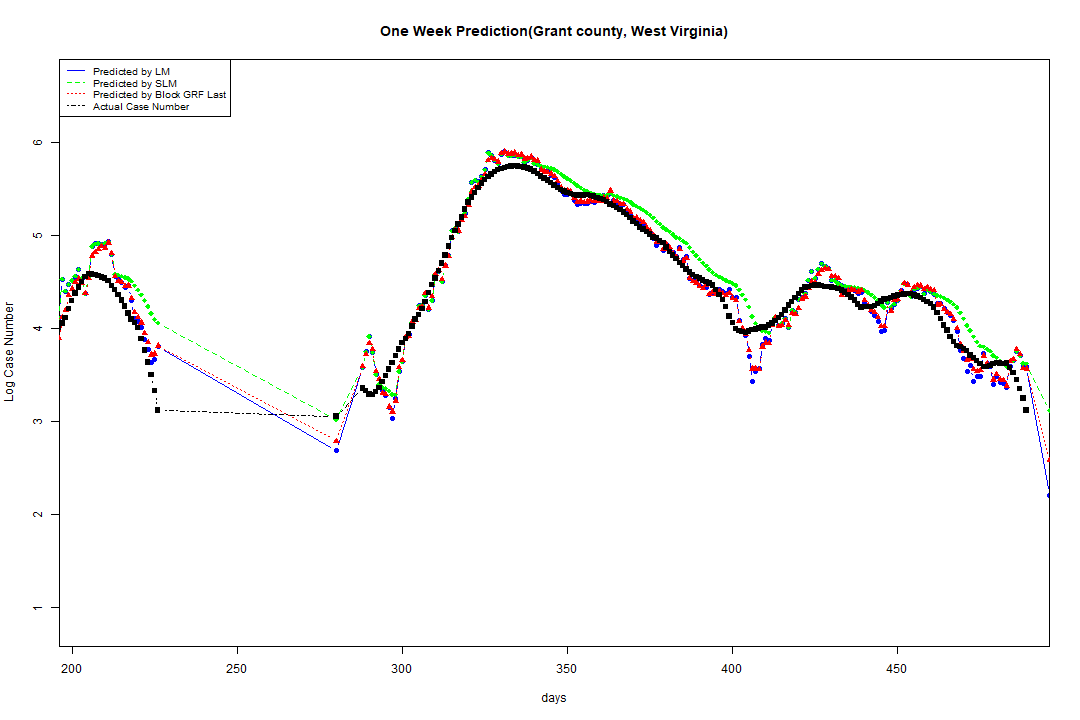 One Week Prediction(Grant county, West Virginia)
Predicted by LM
Predicted by SLM
Predicted by Block GRF Last
Actual Case Number
Log Case Number
6
5
4
3
2
1
200 250 300 350 400 450
days